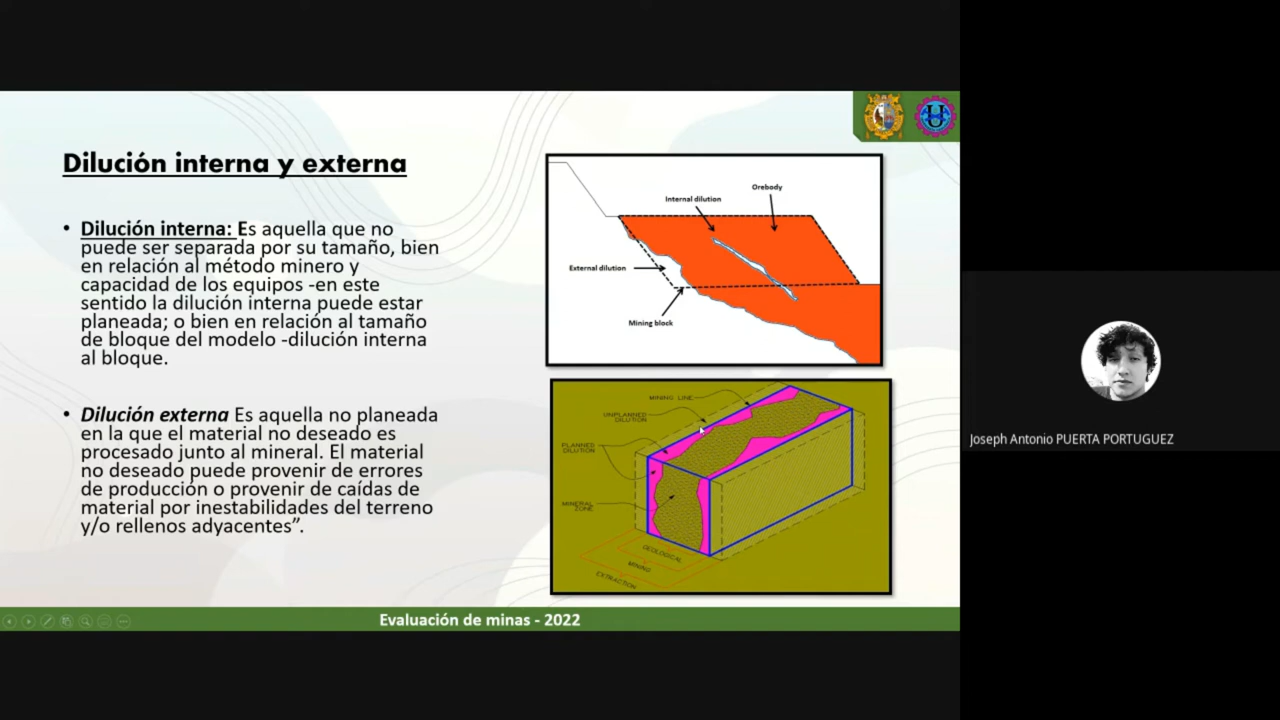 Dilución interna y externa
• Dilución interna: Es aquella que no
puede ser separada por su tamaño, bien
en relación al método minero y
capacidad de los equipos -en este
sentido la dilución interna puede estar
planeada; o bien en relación al tamaño
de bloque del modelo -dilución interna
al bloque.
• Dilución externa Es aquella no planeada
en la que el material no deseado es
procesado junto al mineral. El material
no deseado puede provenir de errores
de producción o provenir de caídas de
material por inestabilidades del terreno
y/o rellenos adyacentes”.
Orebody
Internal dilution
External dilution
Mining block
MINING LINE
UNPLANNED
DILUTION
PLANNED
DILUTION
MINERAL
ZONE
GEOLOGICAL
MINING
EXTRACTION
Evaluación de minas - 2022
Joseph Antonio PUERTA PORTUGUEZ